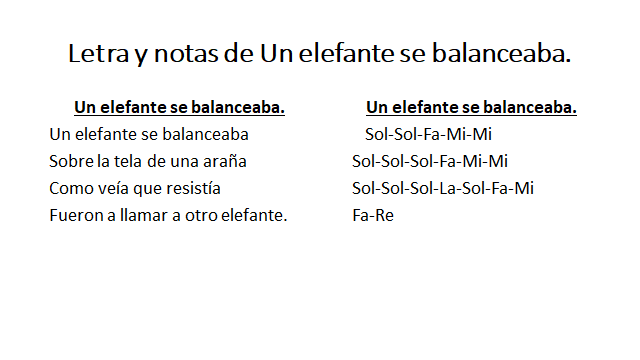 Letra y notas de Un elefante se balanceaba.
Un elefante se balanceaba.
Un elefante se balanceaba
Sobre la tela de una araña
Como veía que resistía
Fueron a llamar a otro elefante.
Un elefante se balanceaba.
Sol-Sol-Fa-Mi-Mi
Sol-Sol-Sol-Fa-Mi-Mi
Sol-Sol-Sol-La-Sol-Fa-Mi
Fa-Re